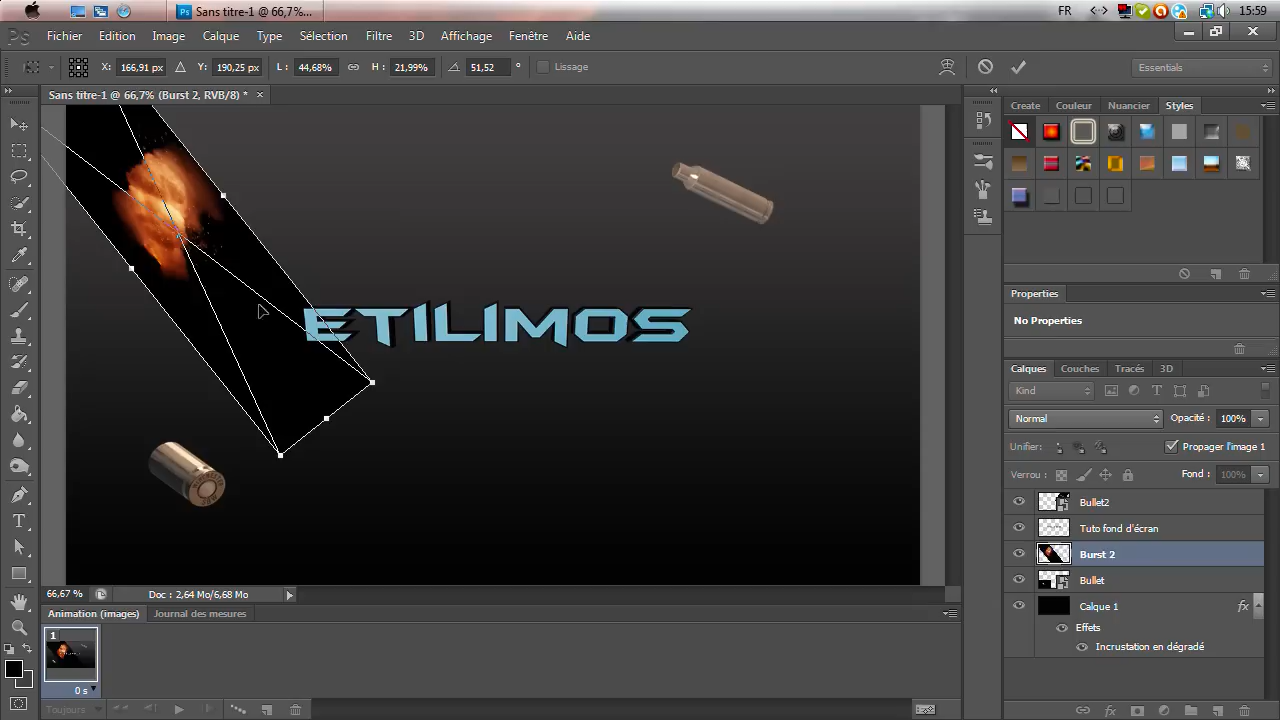 Sans titre-1 @ 66,7%...
FR
15:59
Ps
Fichier Edition Image Calque Type Sélection Filtre 3D Affichage Fenêtre Aide
X: 166,91 px Y: 190,25 px L: 44,68% H: 21,99% 51,52 ° Lissage
Essentials
Sans titre-1 @ 66,7% (Burst 2, RVB/8) * ×
Create Couleur Nuancier Styles
ETILIMOS
Properties
No Properties
Calques Couches Tracés 3D
Kind
Normal Opacité: 100%
Unifier: Propager l'image 1
Verrou: Fond: 100%
Bullet2
Tuto fond d'écran
Burst 2
Bullet
Calque 1 fx
Effets
Incrustation en dégradé
66,67 % Doc : 2,64 Mo/6,68 Mo
Animation (images) Journal des mesures
1
0 s
Toujours